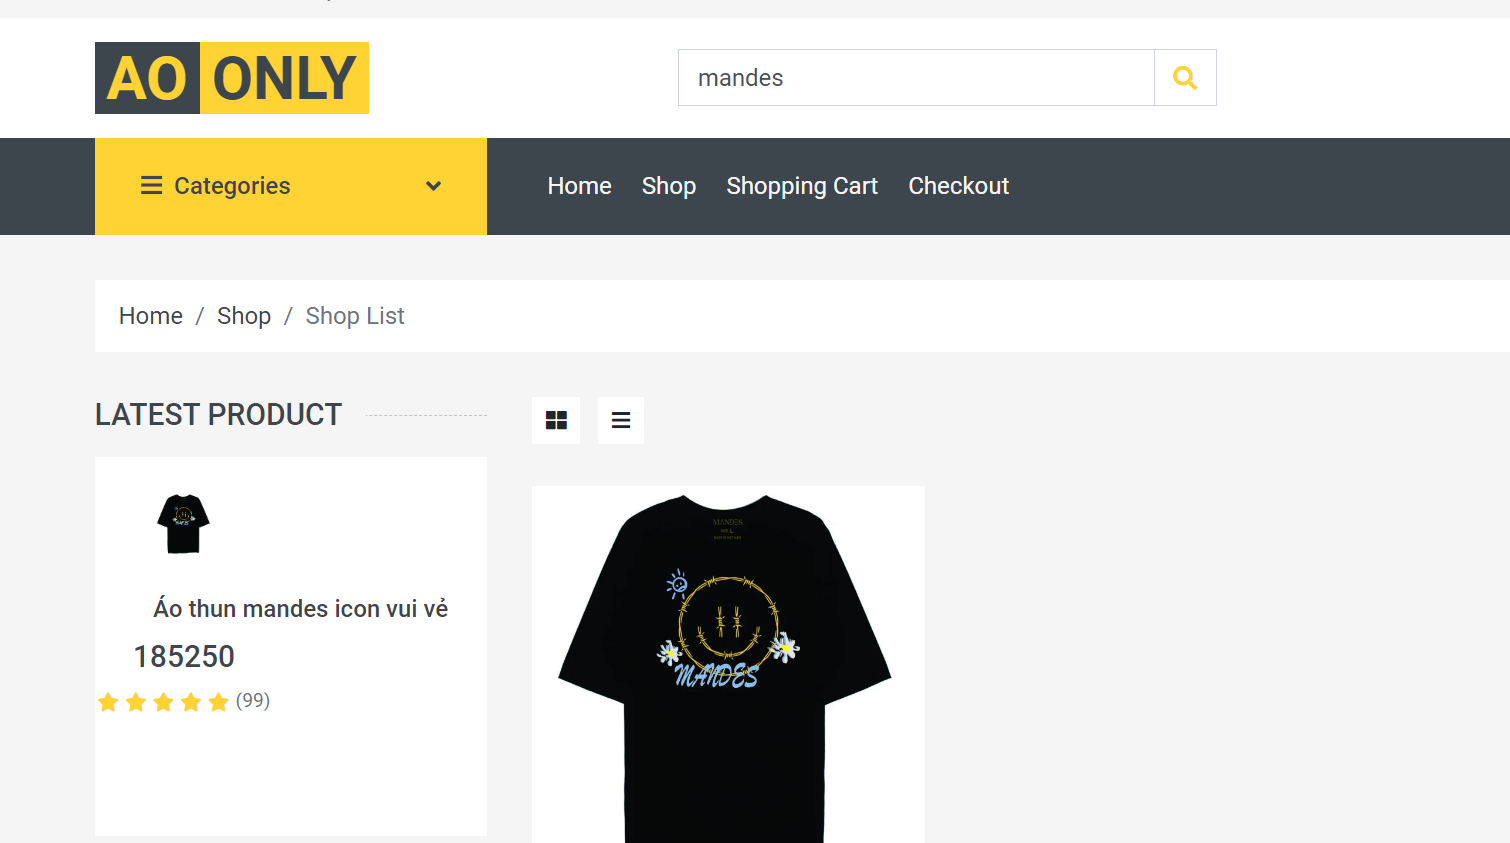 AO ONLY
mandes
Categories
Home Shop Shopping Cart Checkout
Home / Shop / Shop List
LATEST PRODUCT
Áo thun mandes icon vui vẻ
185250
(99)
MANDES
MANDES